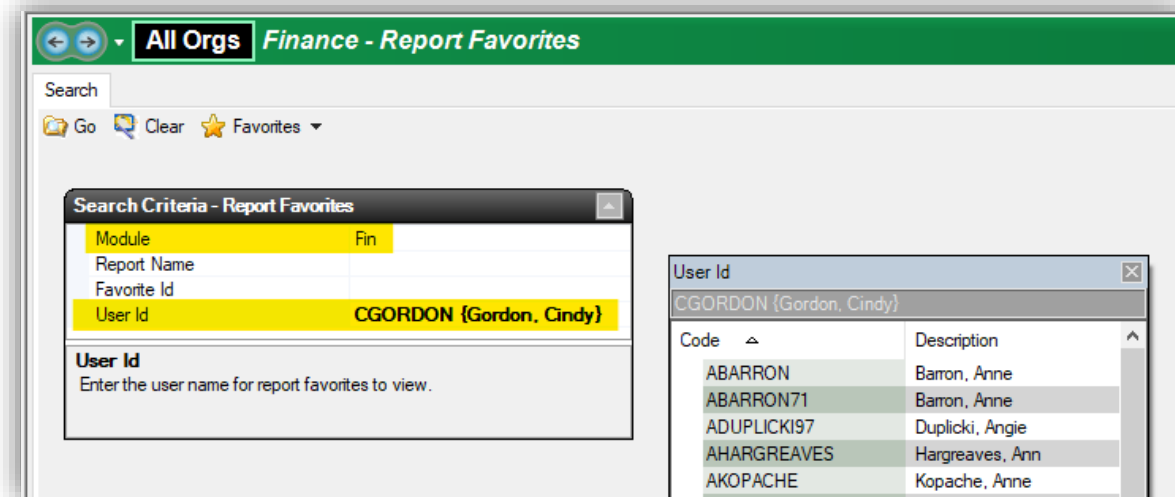 All Orgs Finance - Report Favorites
Search
Go Clear Favorites
Search Criteria - Report Favorites
Module Fin
Report Name
Favorite Id
User Id CGORDON {Gordon, Cindy}
User Id
Enter the user name for report favorites to view.
User Id
CGORDON {Gordon, Cindy}
Code Description
ABARRON Barron, Anne
ABARRON71 Barron, Anne
ADUPLICKI97 Duplicki, Angie
AHARGREAVES Hargreaves, Ann
AKOPACHE Kopache, Anne